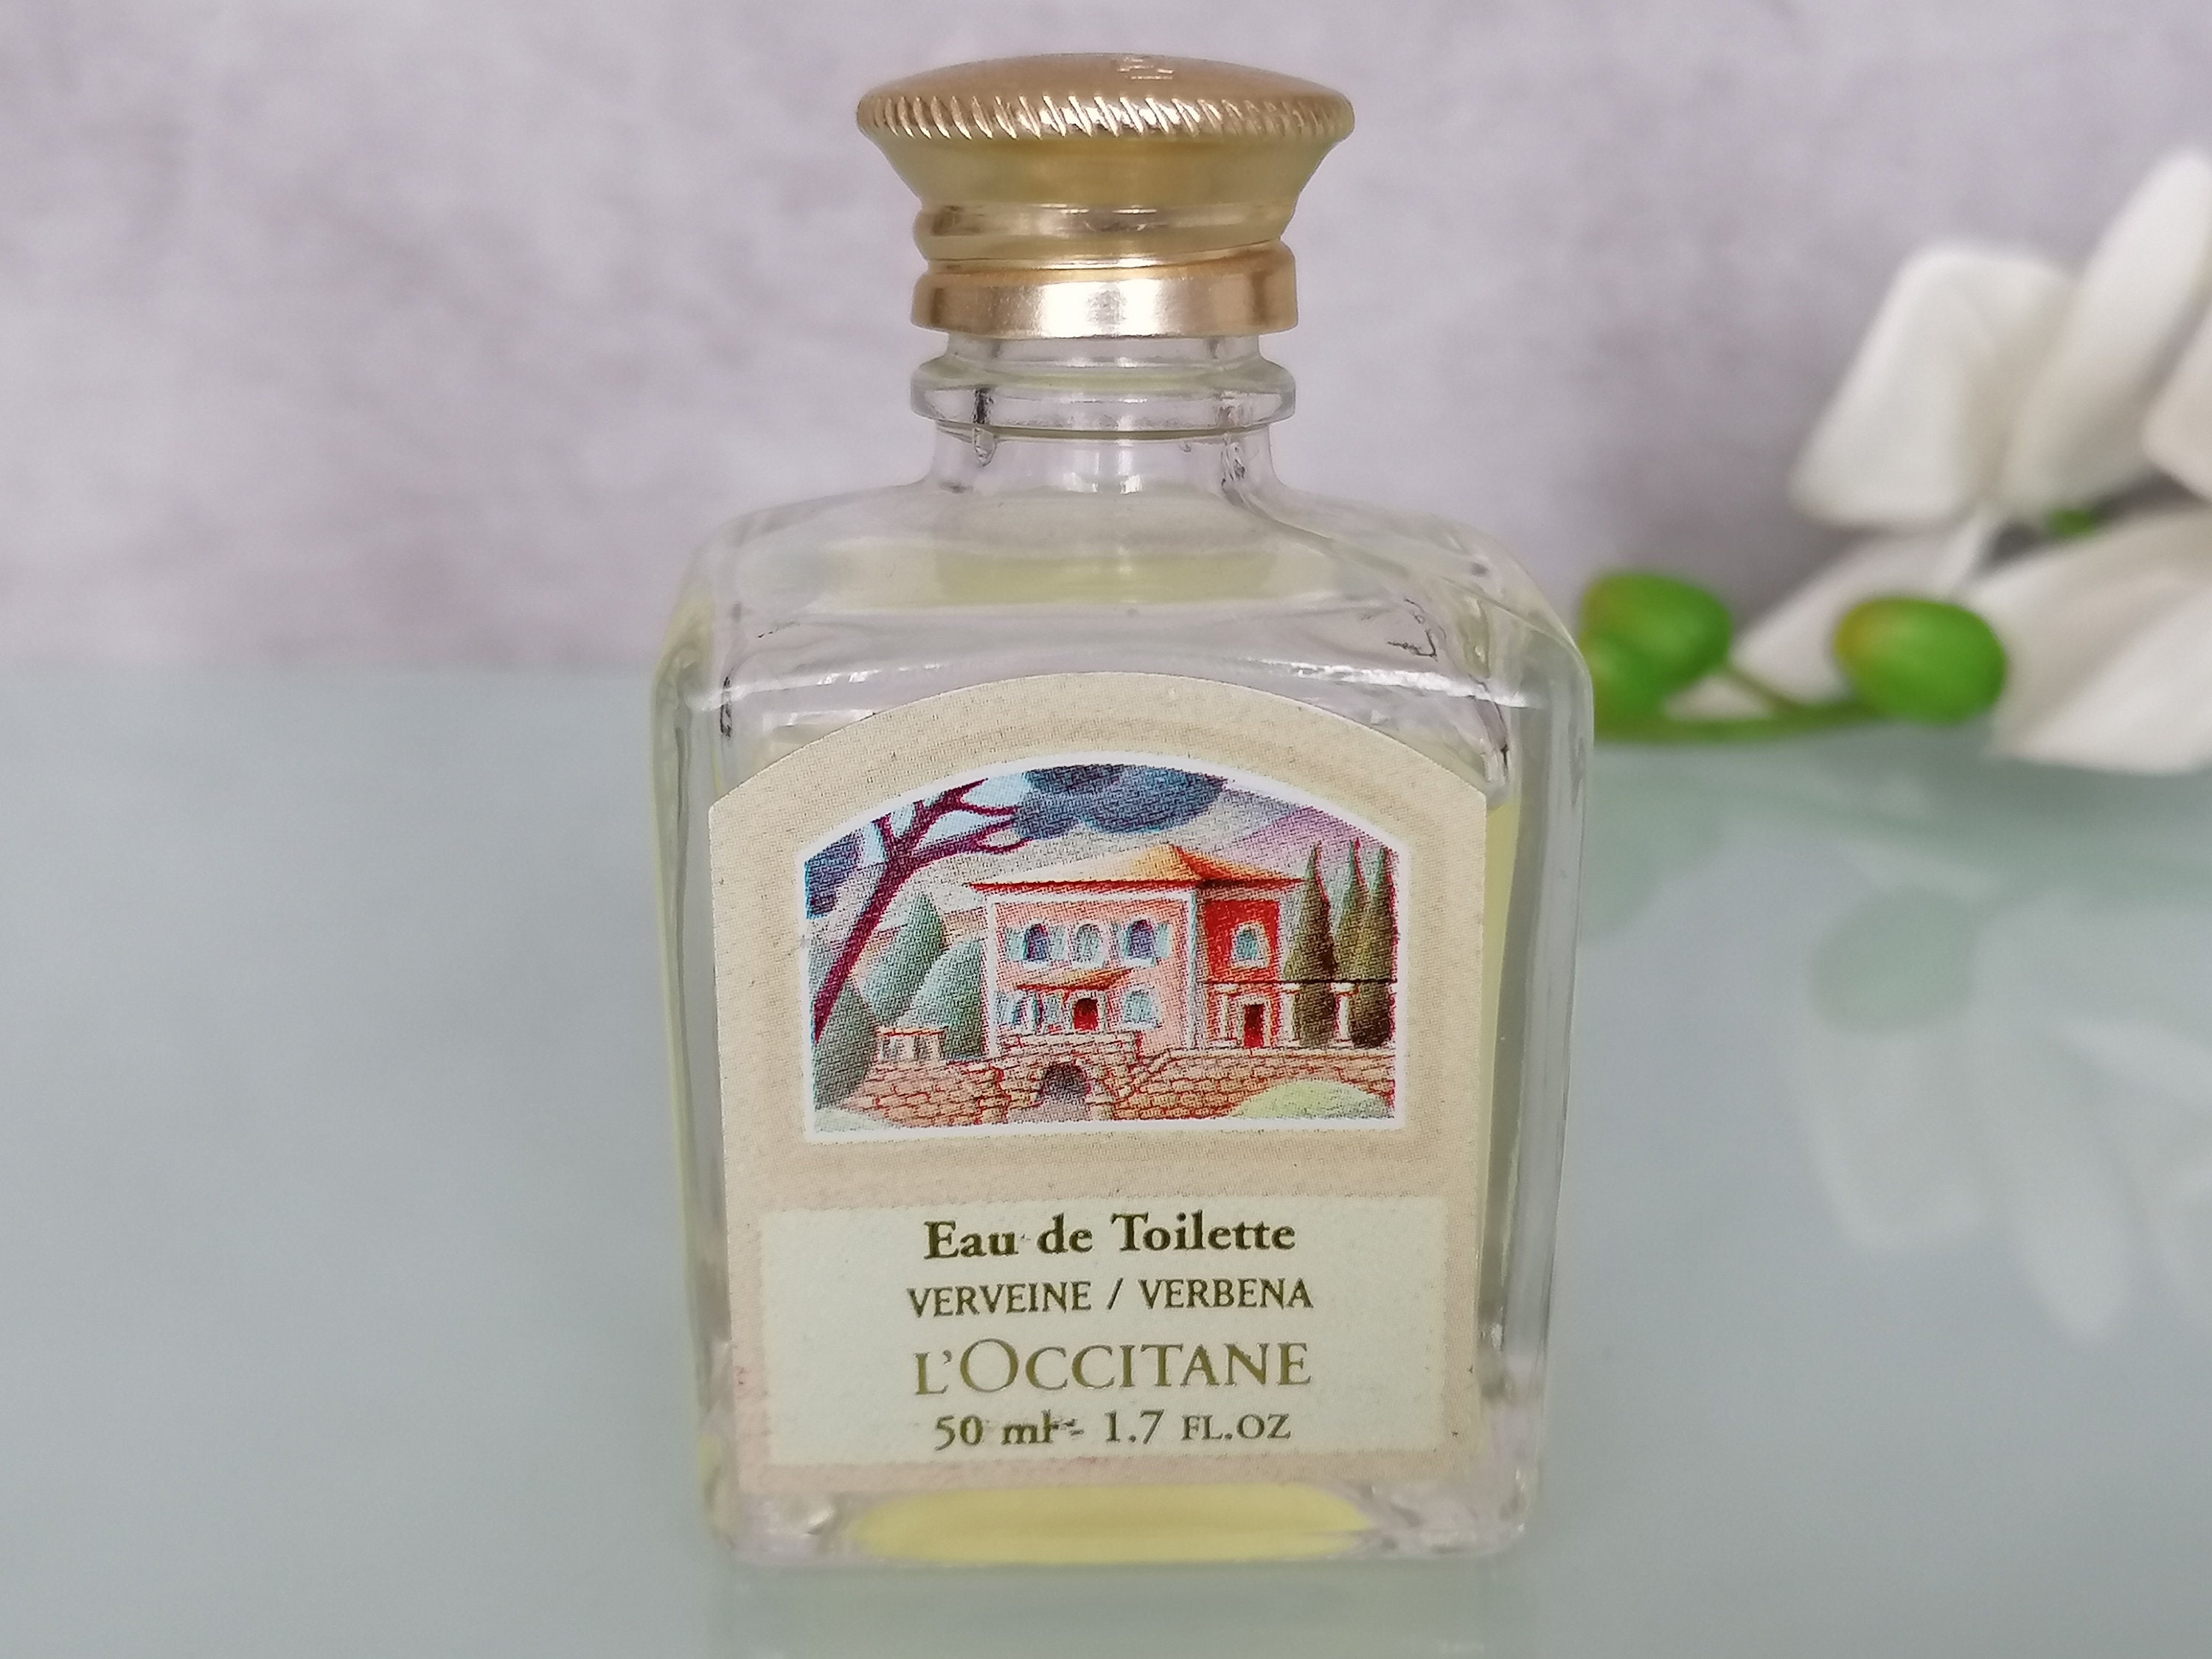 Eau de Toilette
VERVEINE / VERBENA
L'OCCITANE
50 ml - 1.7 FL.OZ